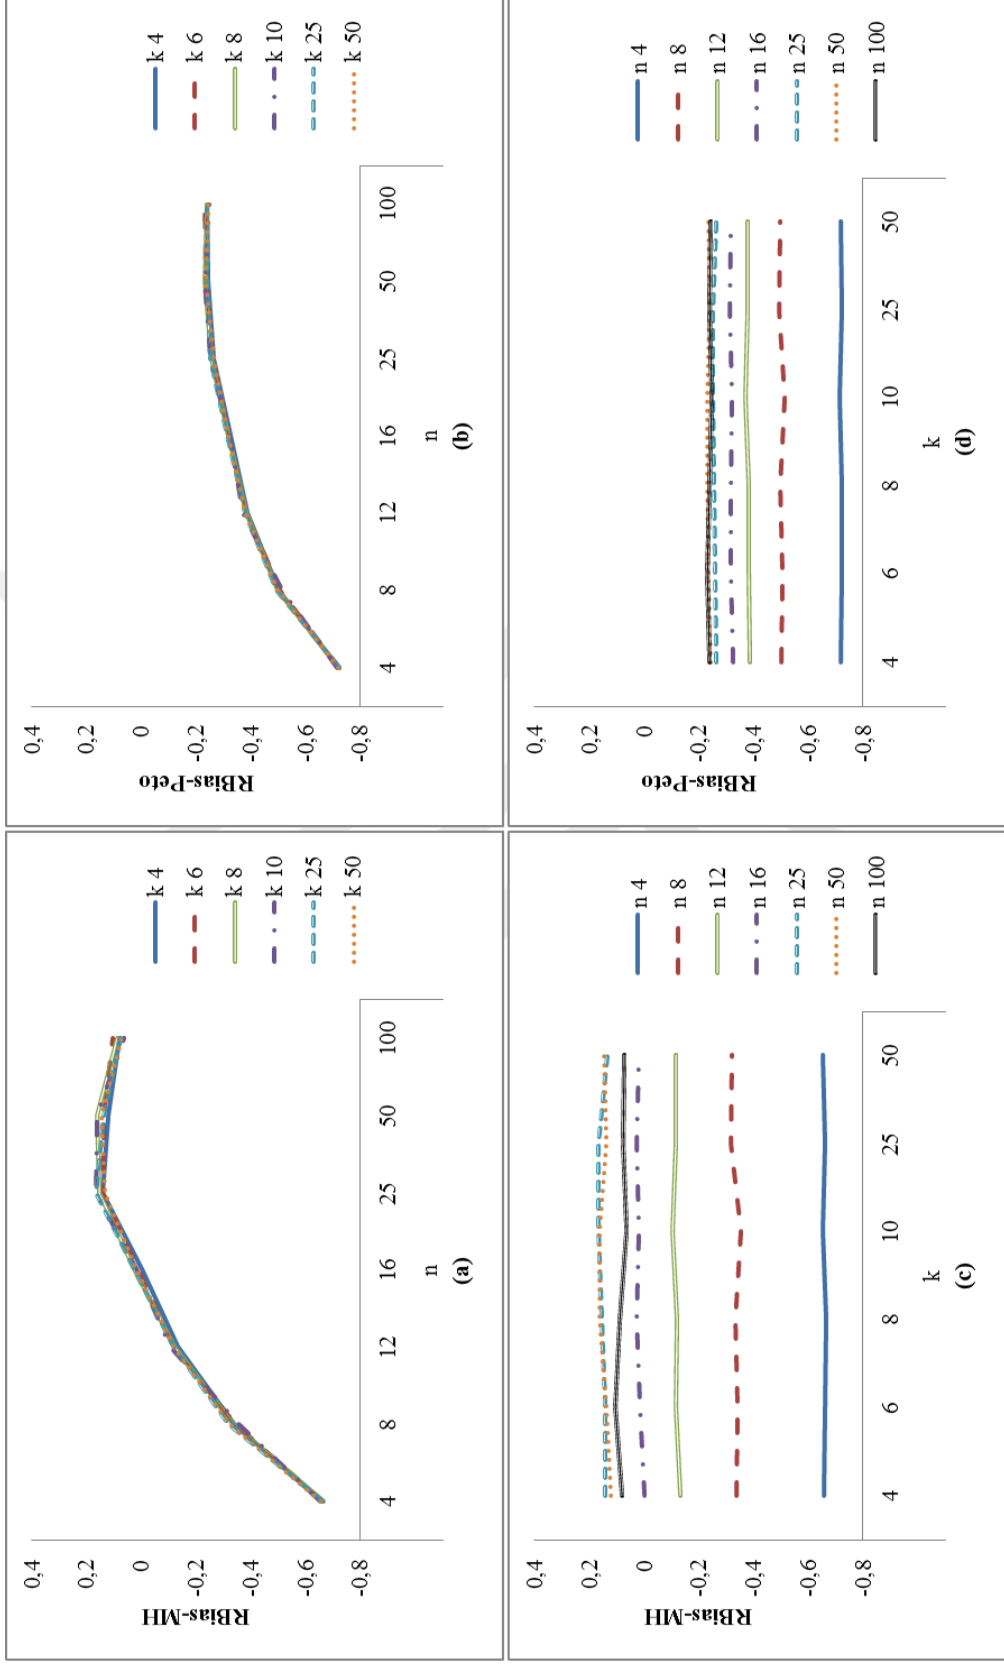 RBias-MH
0,4
0,2
0
-0,2
-0,4
-0,6
-0,8
4 8 12 16 25 50 100
n
(a)
k 4
k 6
k 8
k 10
k 25
k 50
RBias-Peto
0,4
0,2
0
-0,2
-0,4
-0,6
-0,8
4 8 12 16 25 50 100
n
(b)
k 4
k 6
k 8
k 10
k 25
k 50
RBias-MH
0,4
0,2
0
-0,2
-0,4
-0,6
-0,8
4 6 8 10 25 50
k
(c)
n 4
n 8
n 12
n 16
n 25
n 50
n 100
RBias-Peto
0,4
0,2
0
-0,2
-0,4
-0,6
-0,8
4 6 8 10 25 50
k
(d)
n 4
n 8
n 12
n 16
n 25
n 50
n 100